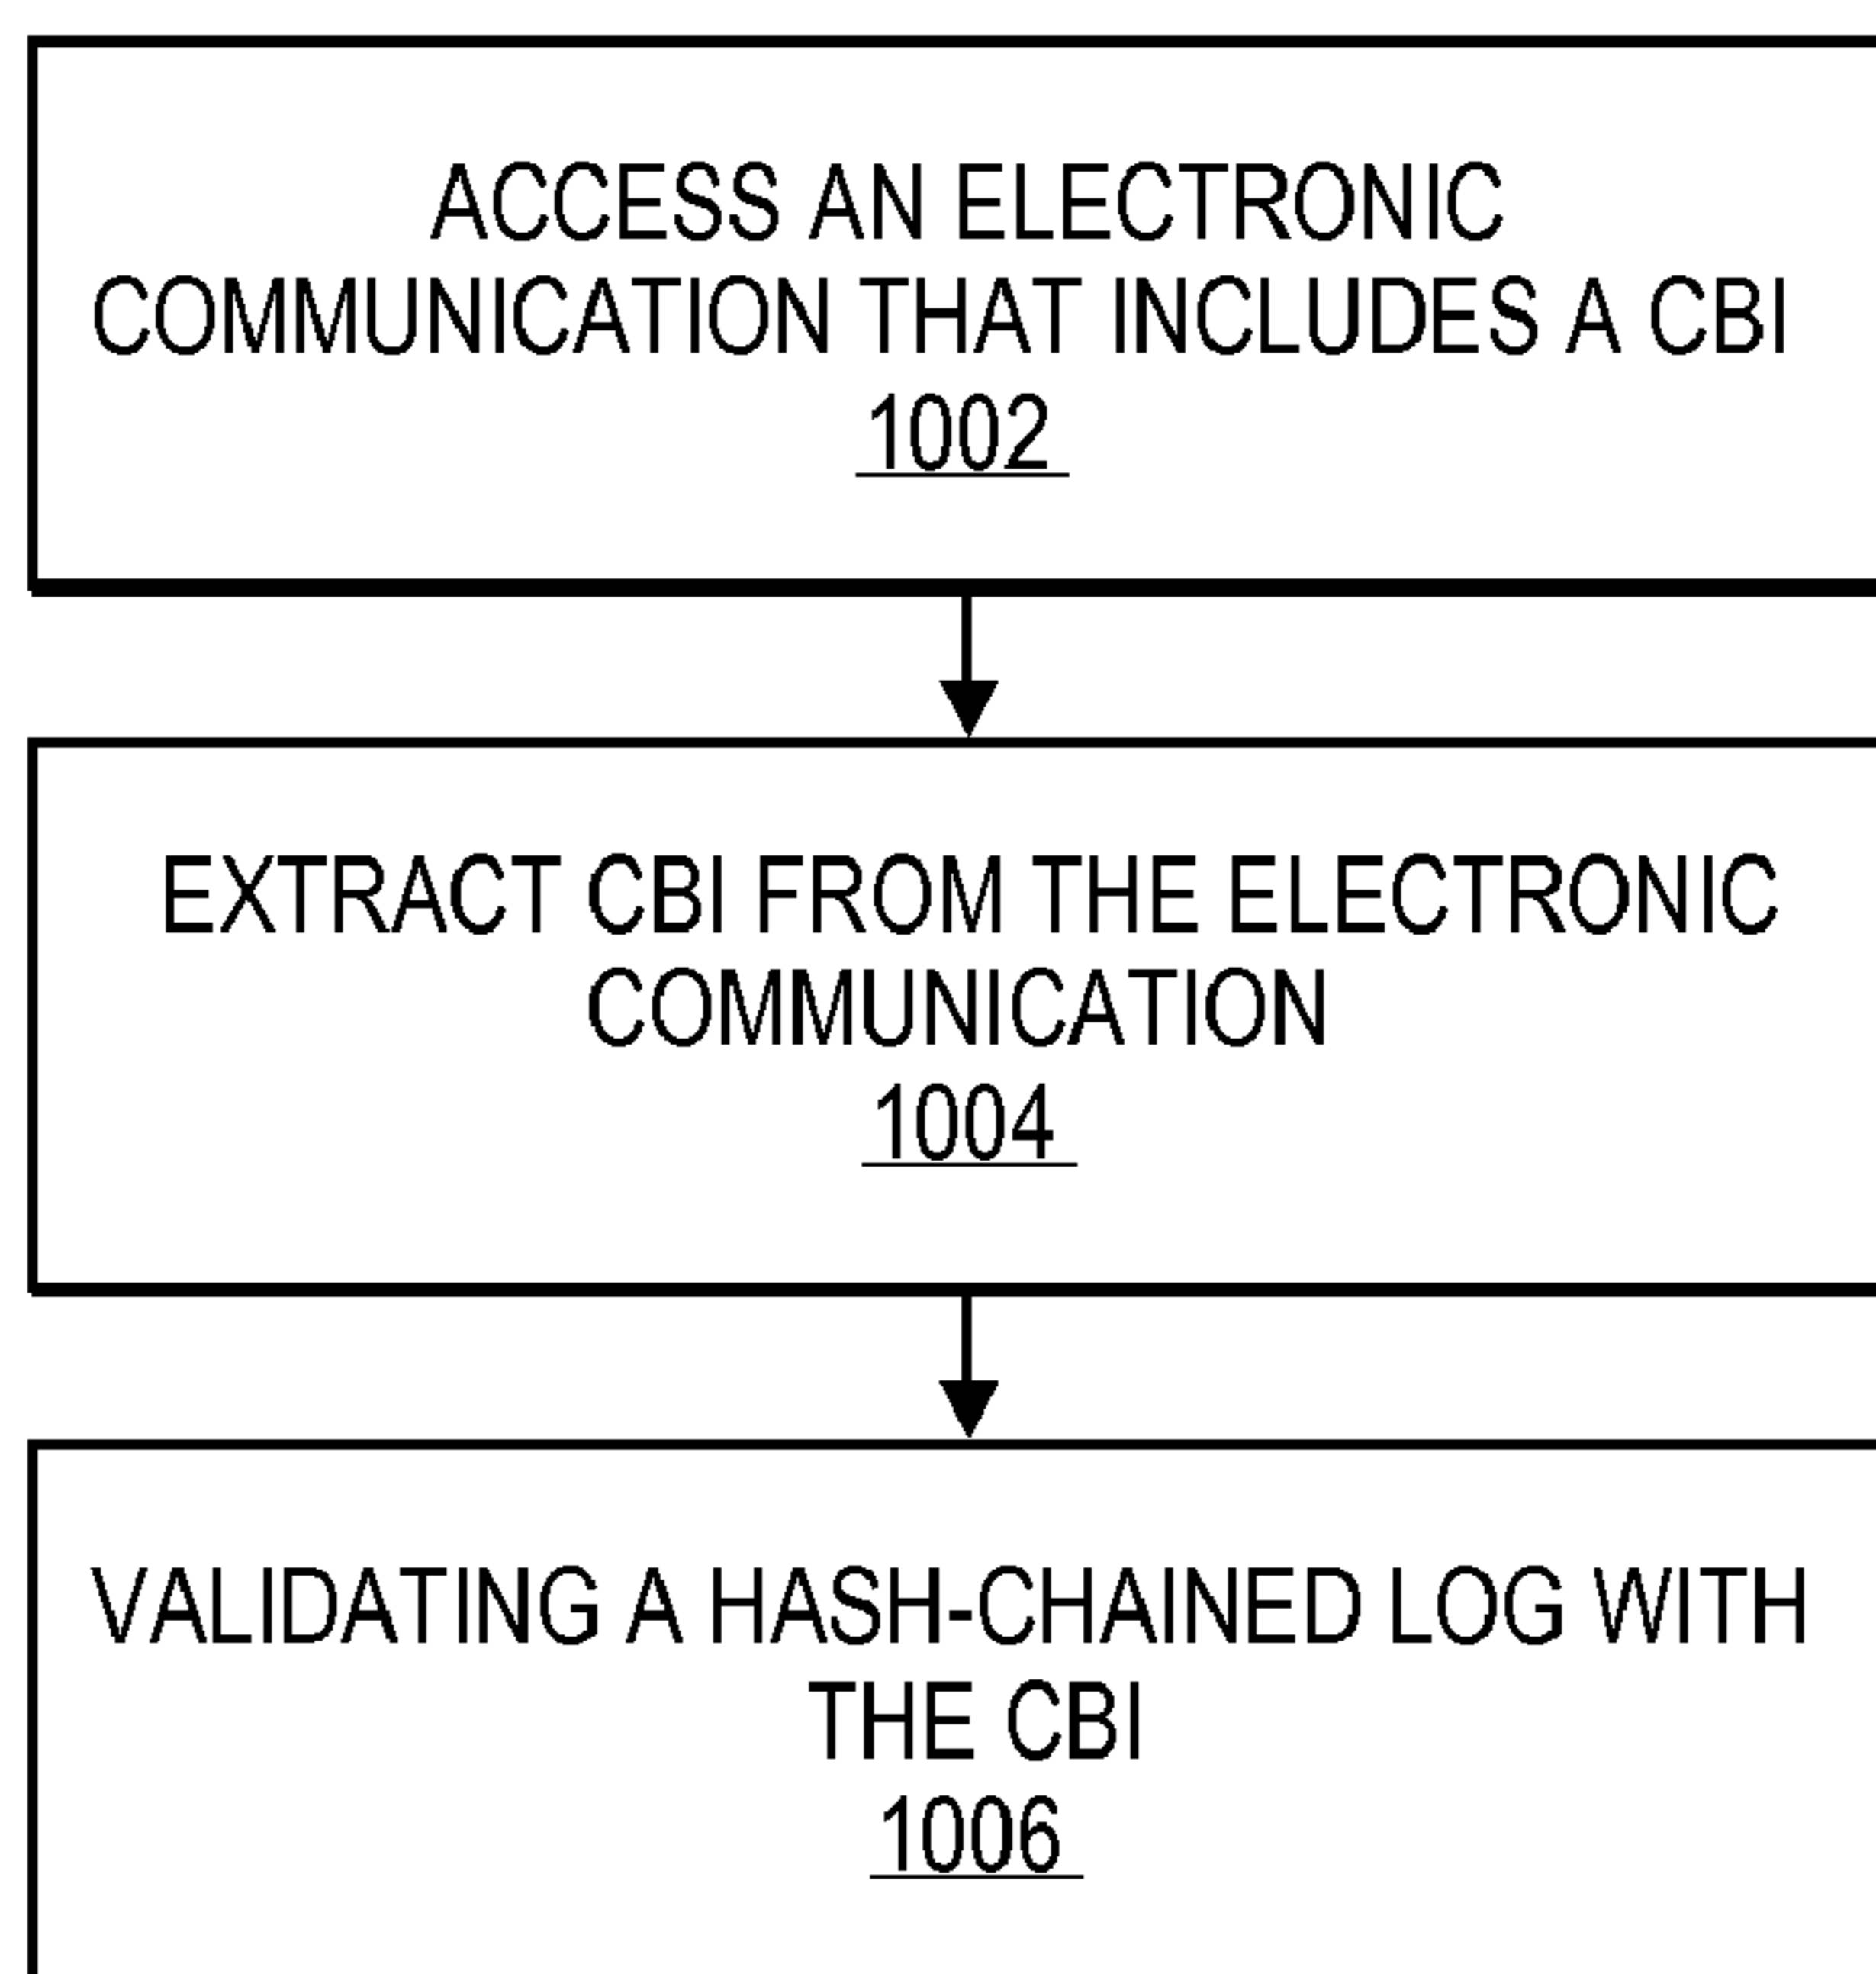 ACCESS AN ELECTRONIC
COMMUNICATION THAT INCLUDES A CBI
1002
EXTRACT CBI FROM THE ELECTRONIC
COMMUNICATION
1004
VALIDATING A HASH-CHAINED LOG WITH
THE CBI
1006